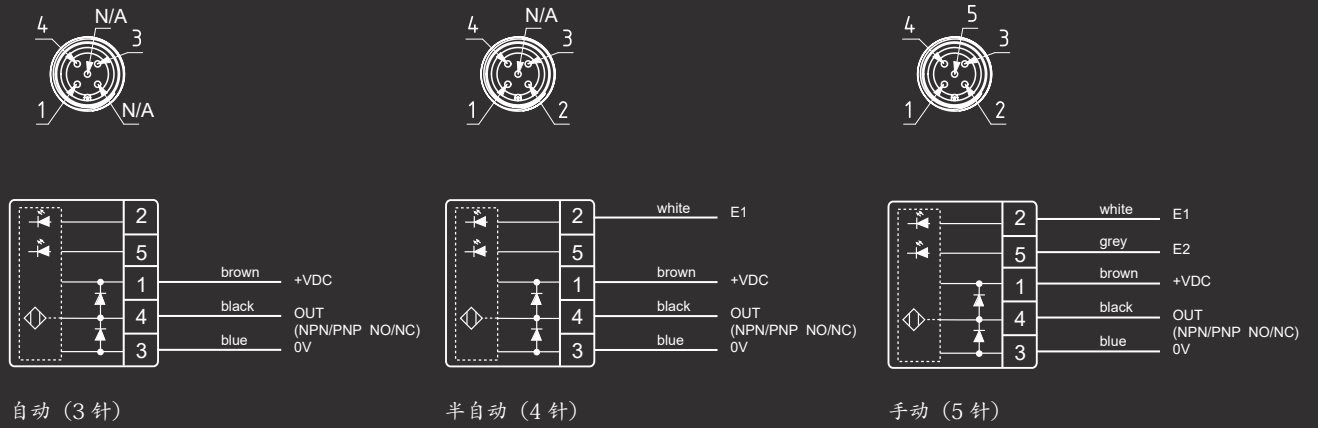 N/A
4
3
1
N/A
2
5
1 brown +VDC
4 black OUT
(NPN/PNP NO/NC)
3 blue 0V
自动（3 针）
N/A
4
3
1
2
2 white E1
5
1 brown +VDC
4 black OUT
(NPN/PNP NO/NC)
3 blue 0V
半自动（4 针）
5
4
3
1
2
2 white E1
5 grey E2
1 brown +VDC
4 black OUT
(NPN/PNP NO/NC)
3 blue 0V
手动（5 针）